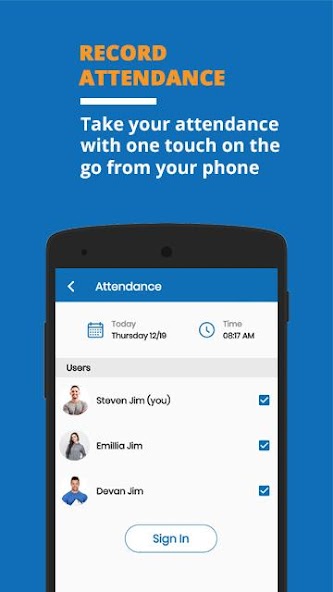 RECORD
ATTENDANCE
Take your attendance
with one touch on the
go from your phone
Attendance
Today
Thursday 12/19
Time
08:17 AM
Users
Steven Jim (you)
Emillia Jim
Devan Jim
Sign In